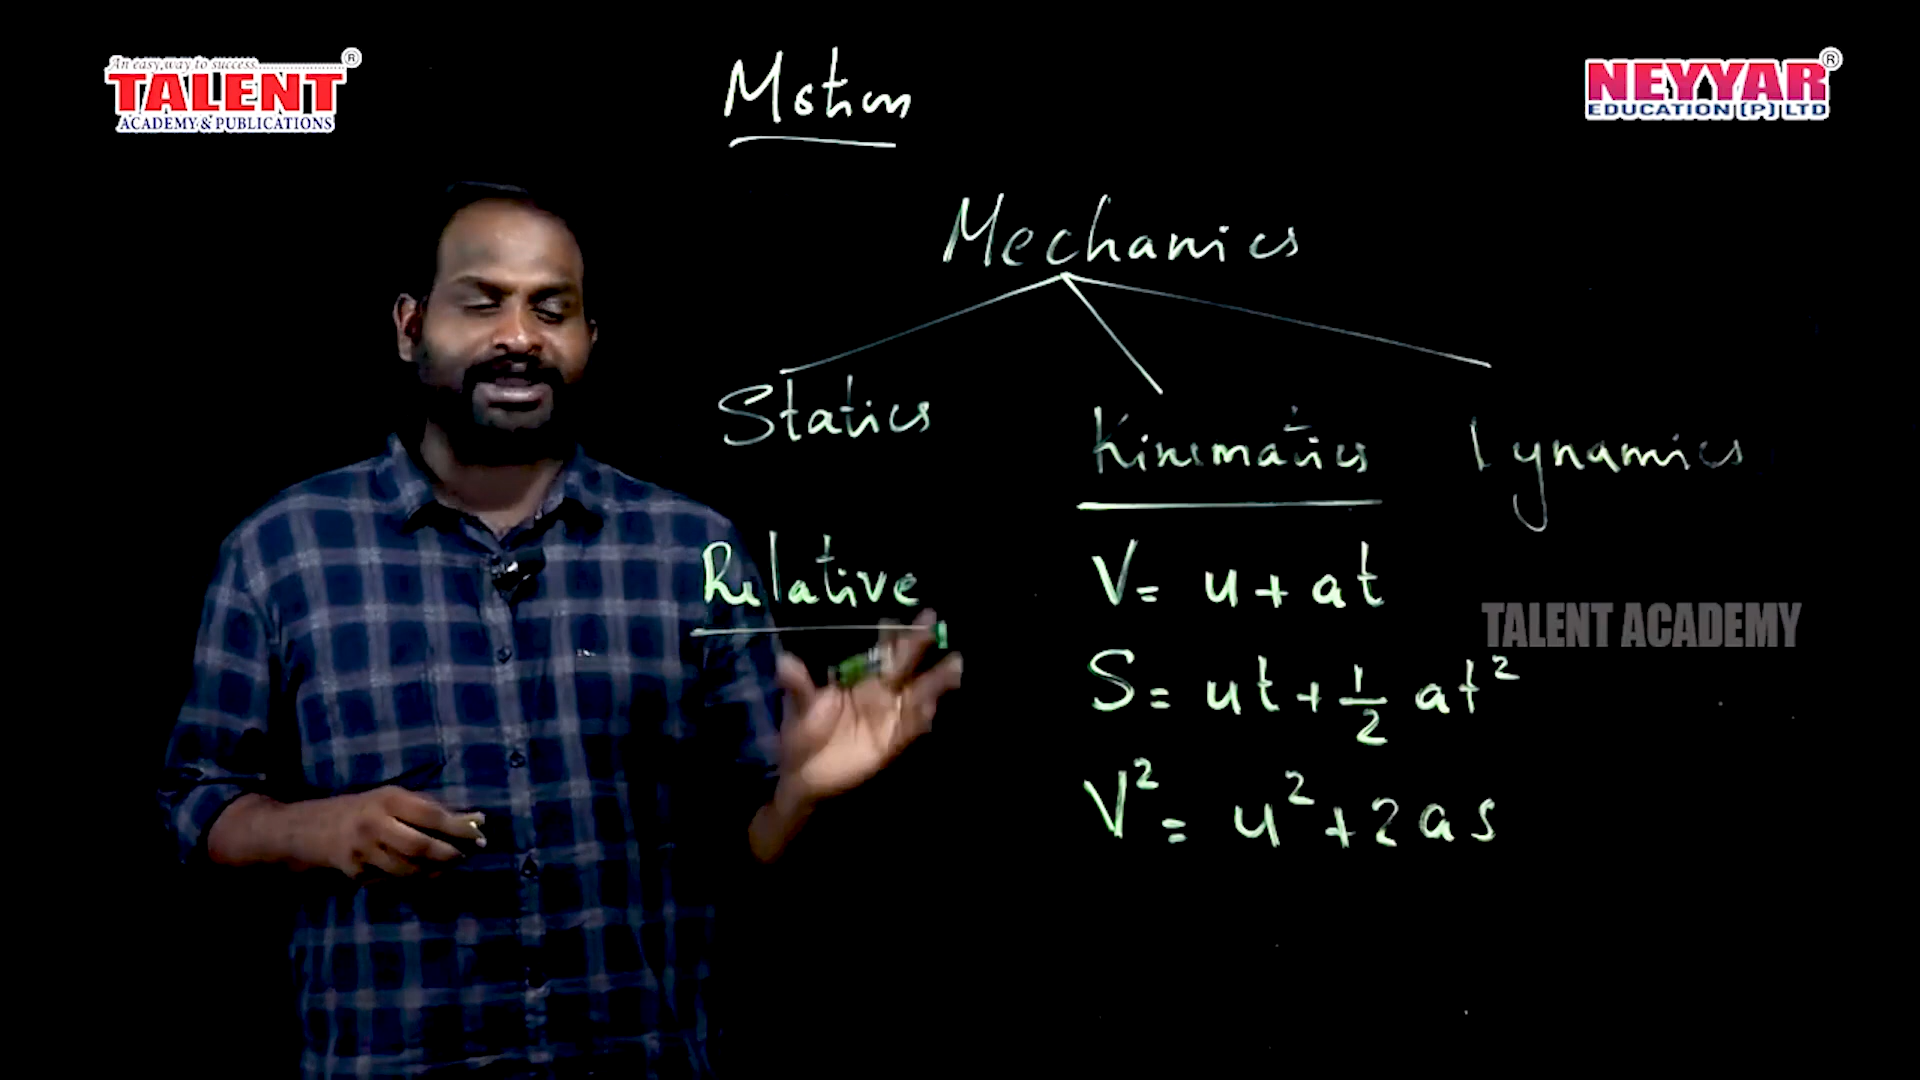 An easy way to success....................
TALENT®
ACADEMY & PUBLICATIONS
NEYYAR®
EDUCATION (P) LTD
Motion
Mechanics
Statics
Kinematics
Dynamics
Relative
V = u + at
S = ut + 1/2 at²
V² = u² + 2as
TALENT ACADEMY